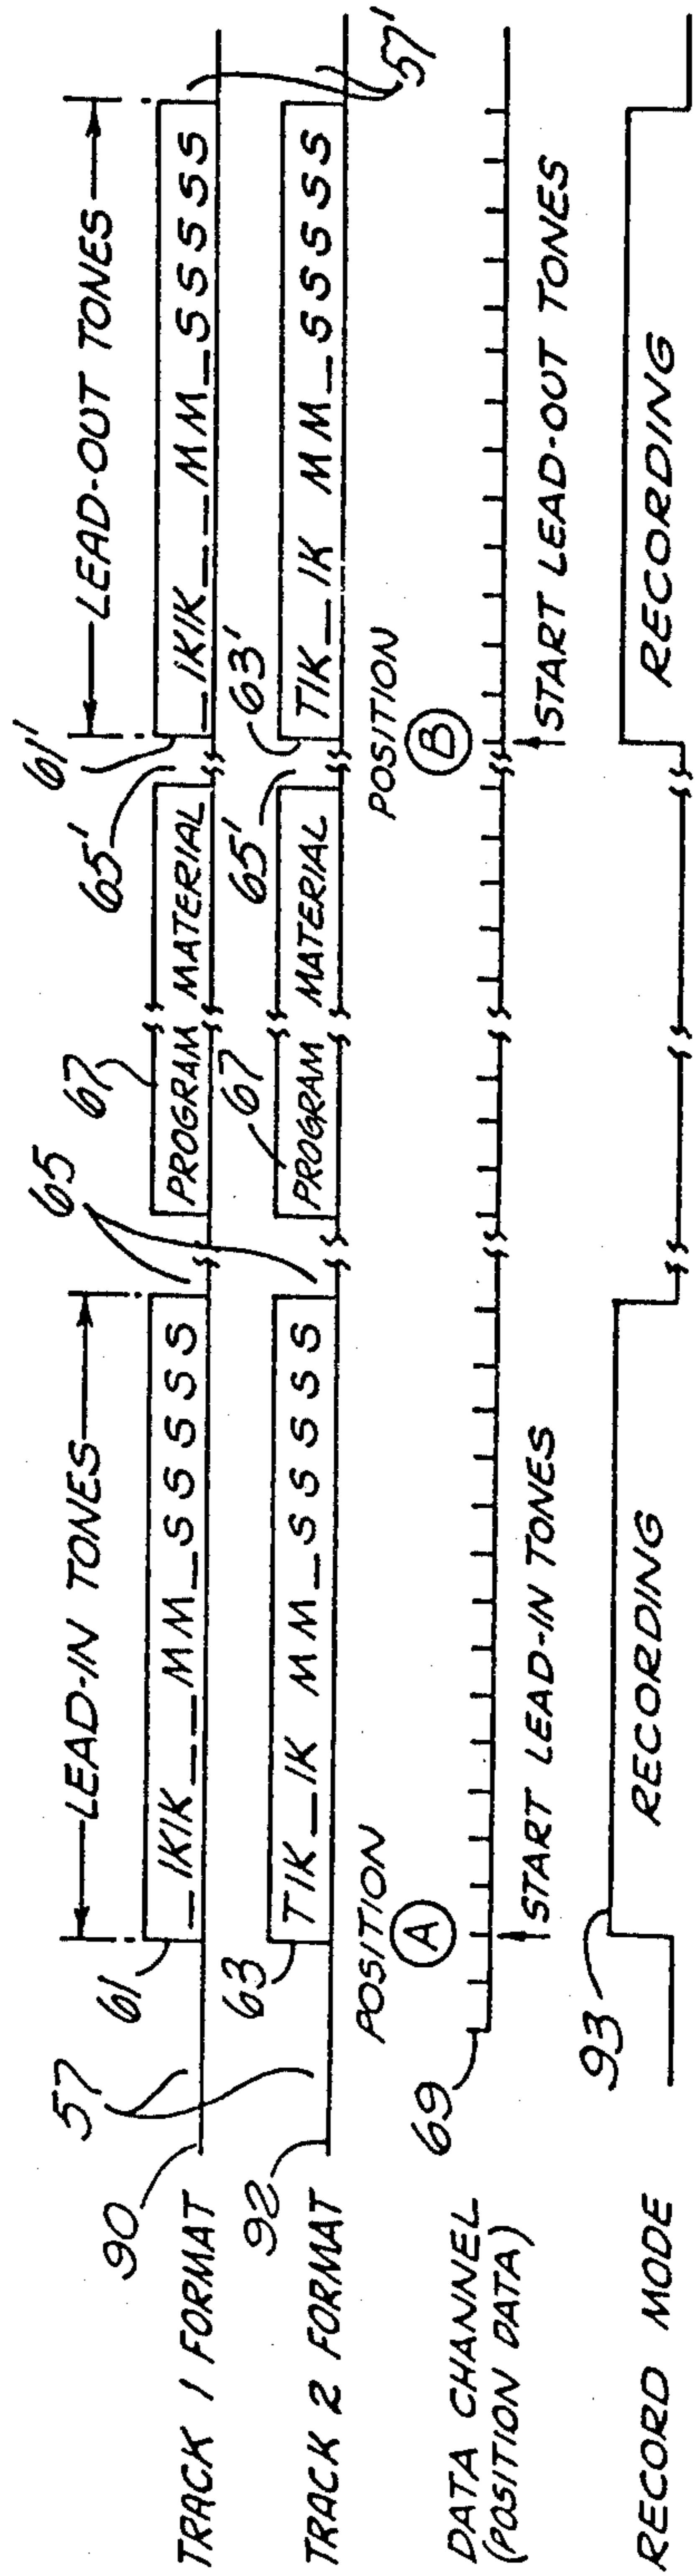 LEAD-IN TONES LEAD-OUT TONES
90 57 61 65 67 65' 61' 57'
TRACK 1 FORMAT _IKIK__MM_SSSSS PROGRAM MATERIAL _IKIK__MM_SSSSS
92 63 67 65' 63'
TRACK 2 FORMAT TIK_IK MM_SSSSS PROGRAM MATERIAL TIK_IK MM_SSSSS
POSITION POSITION
69 A B
DATA CHANNEL
(POSITION DATA)
START LEAD-IN TONES START LEAD-OUT TONES
93
RECORD MODE RECORDING RECORDING